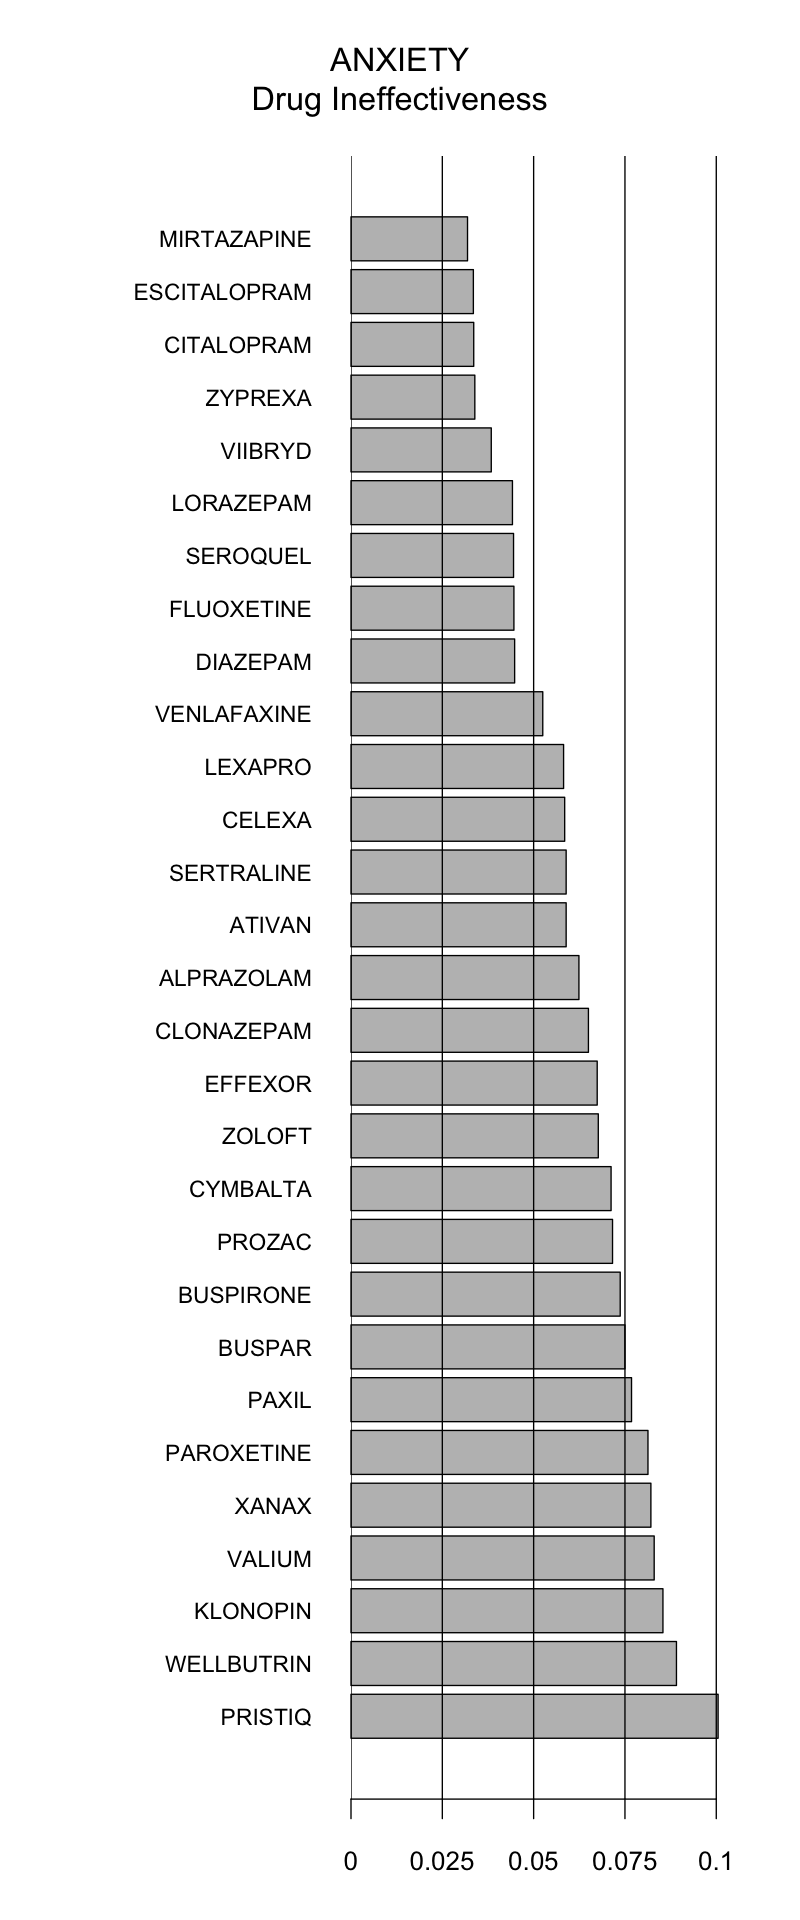 ANXIETY
Drug Ineffectiveness
MIRTAZAPINE
ESCITALOPRAM
CITALOPRAM
ZYPREXA
VIIBRYD
LORAZEPAM
SEROQUEL
FLUOXETINE
DIAZEPAM
VENLAFAXINE
LEXAPRO
CELEXA
SERTRALINE
ATIVAN
ALPRAZOLAM
CLONAZEPAM
EFFEXOR
ZOLOFT
CYMBALTA
PROZAC
BUSPIRONE
BUSPAR
PAXIL
PAROXETINE
XANAX
VALIUM
KLONOPIN
WELLBUTRIN
PRISTIQ
0 0.025 0.05 0.075 0.1